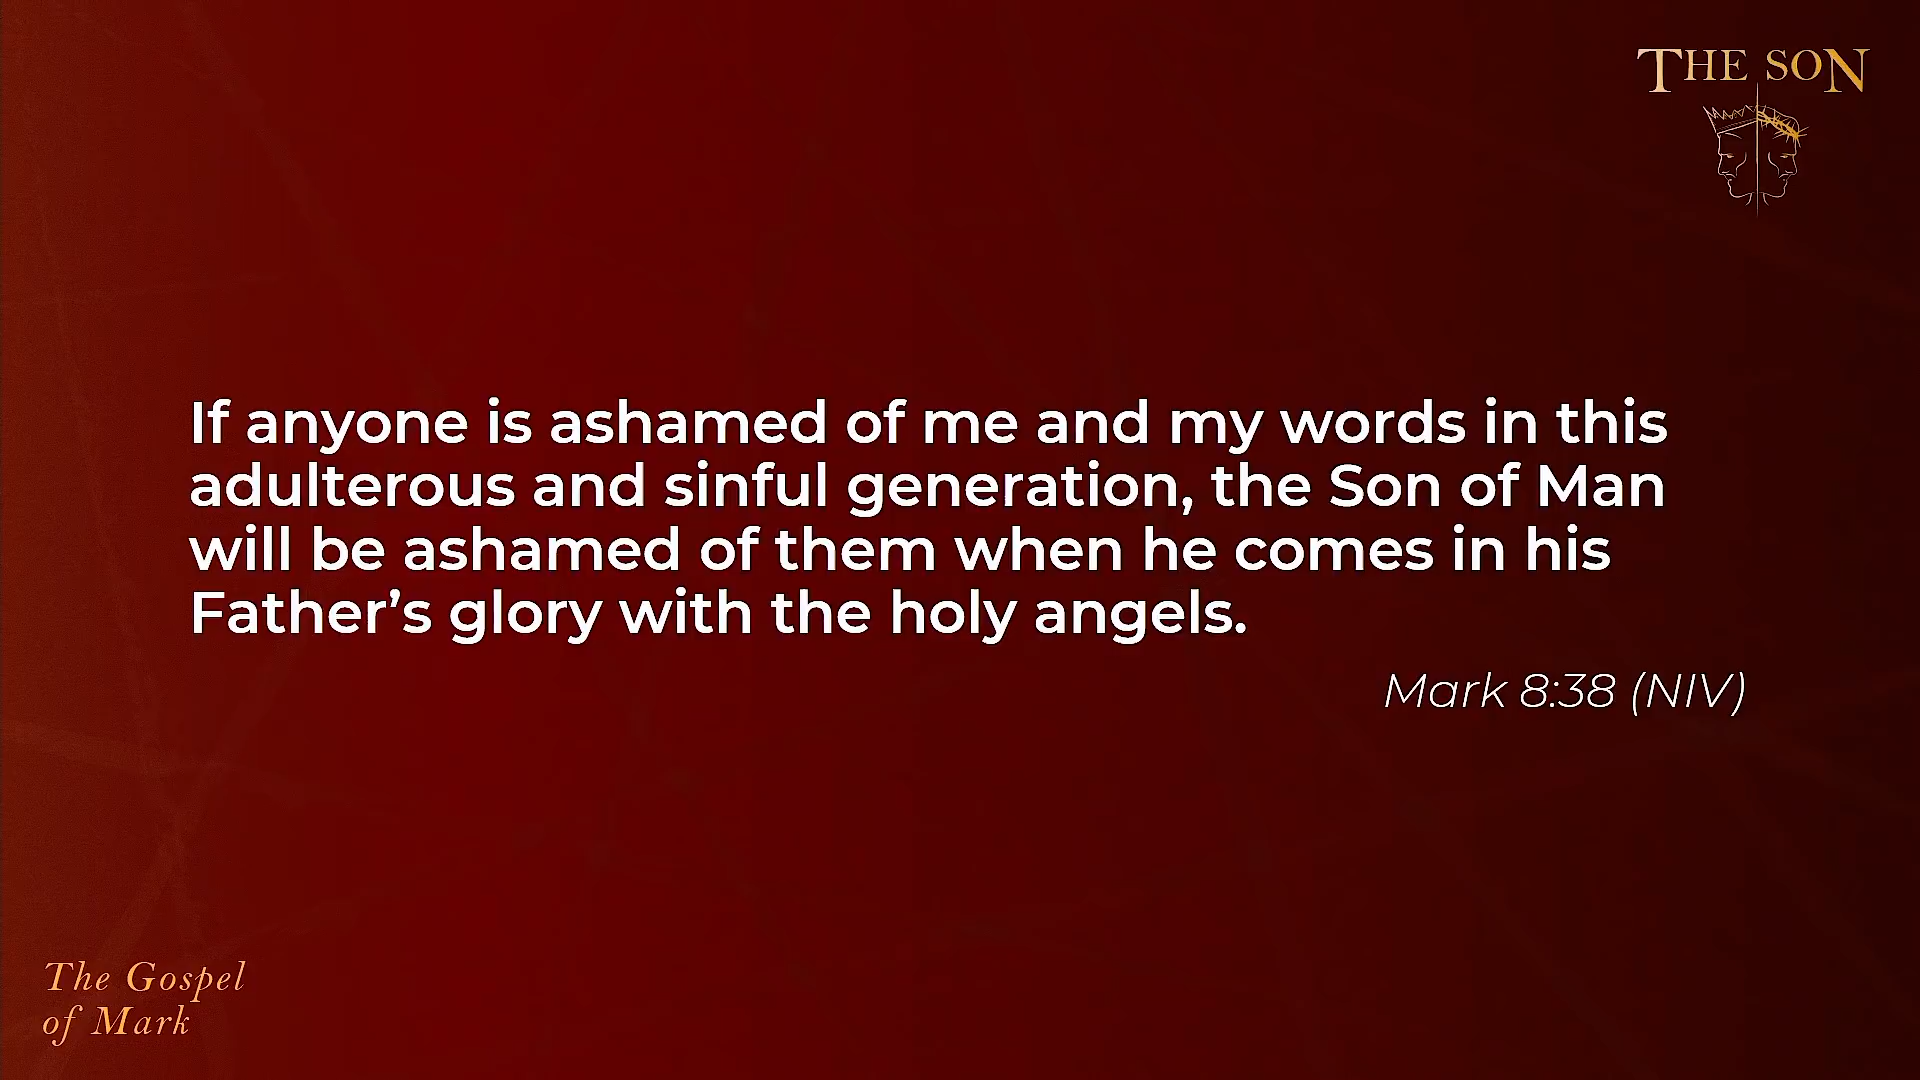 THE SON
If anyone is ashamed of me and my words in this
adulterous and sinful generation, the Son of Man
will be ashamed of them when he comes in his
Father’s glory with the holy angels.
Mark 8:38 (NIV)
The Gospel
of Mark